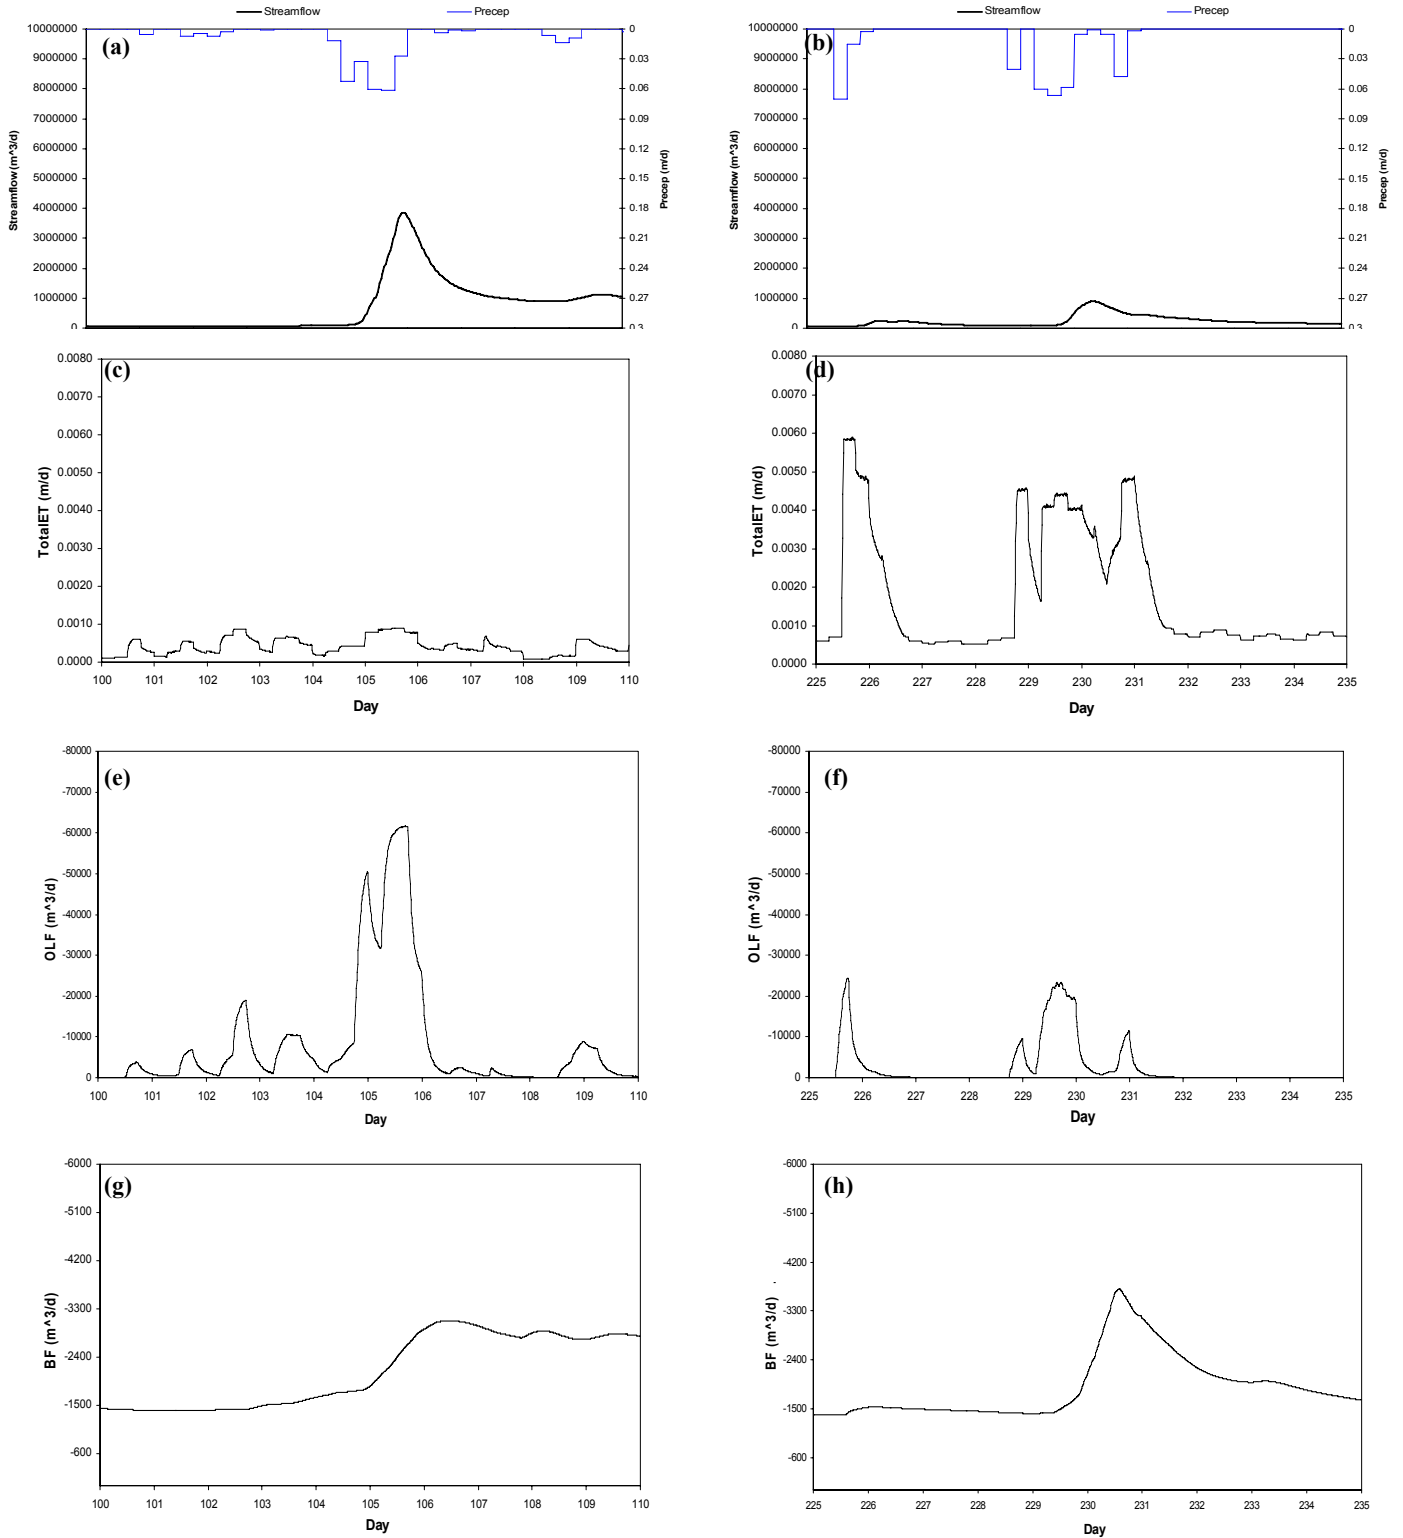 Streamflow Precep
(a)
10000000
9000000
8000000
7000000
6000000
5000000
4000000
3000000
2000000
1000000
0
Streamflow (m^3/d)
0
0.03
0.06
0.09
0.12
0.15
0.18
0.21
0.24
0.27
0.3
Precep (m/d)
Streamflow Precep
(b)
10000000
9000000
8000000
7000000
6000000
5000000
4000000
3000000
2000000
1000000
0
Streamflow (m^3/d)
0
0.03
0.06
0.09
0.12
0.15
0.18
0.21
0.24
0.27
0.3
Precep (m/d)
(c)
0.0080
0.0070
0.0060
0.0050
0.0040
0.0030
0.0020
0.0010
0.0000
TotalET (m/d)
100 101 102 103 104 105 106 107 108 109 110
Day
(d)
0.0080
0.0070
0.0060
0.0050
0.0040
0.0030
0.0020
0.0010
0.0000
TotalET (m/d)
225 226 227 228 229 230 231 232 233 234 235
Day
(e)
-80000
-70000
-60000
-50000
-40000
-30000
-20000
-10000
0
OLF (m^3/d)
100 101 102 103 104 105 106 107 108 109 110
Day
(f)
-80000
-70000
-60000
-50000
-40000
-30000
-20000
-10000
0
OLF (m^3/d)
225 226 227 228 229 230 231 232 233 234 235
Day
(g)
-6000
-5100
-4200
-3300
-2400
-1500
-600
BF (m^3/d)
100 101 102 103 104 105 106 107 108 109 110
Day
(h)
-6000
-5100
-4200
-3300
-2400
-1500
-600
BF (m^3/d)
225 226 227 228 229 230 231 232 233 234 235
Day